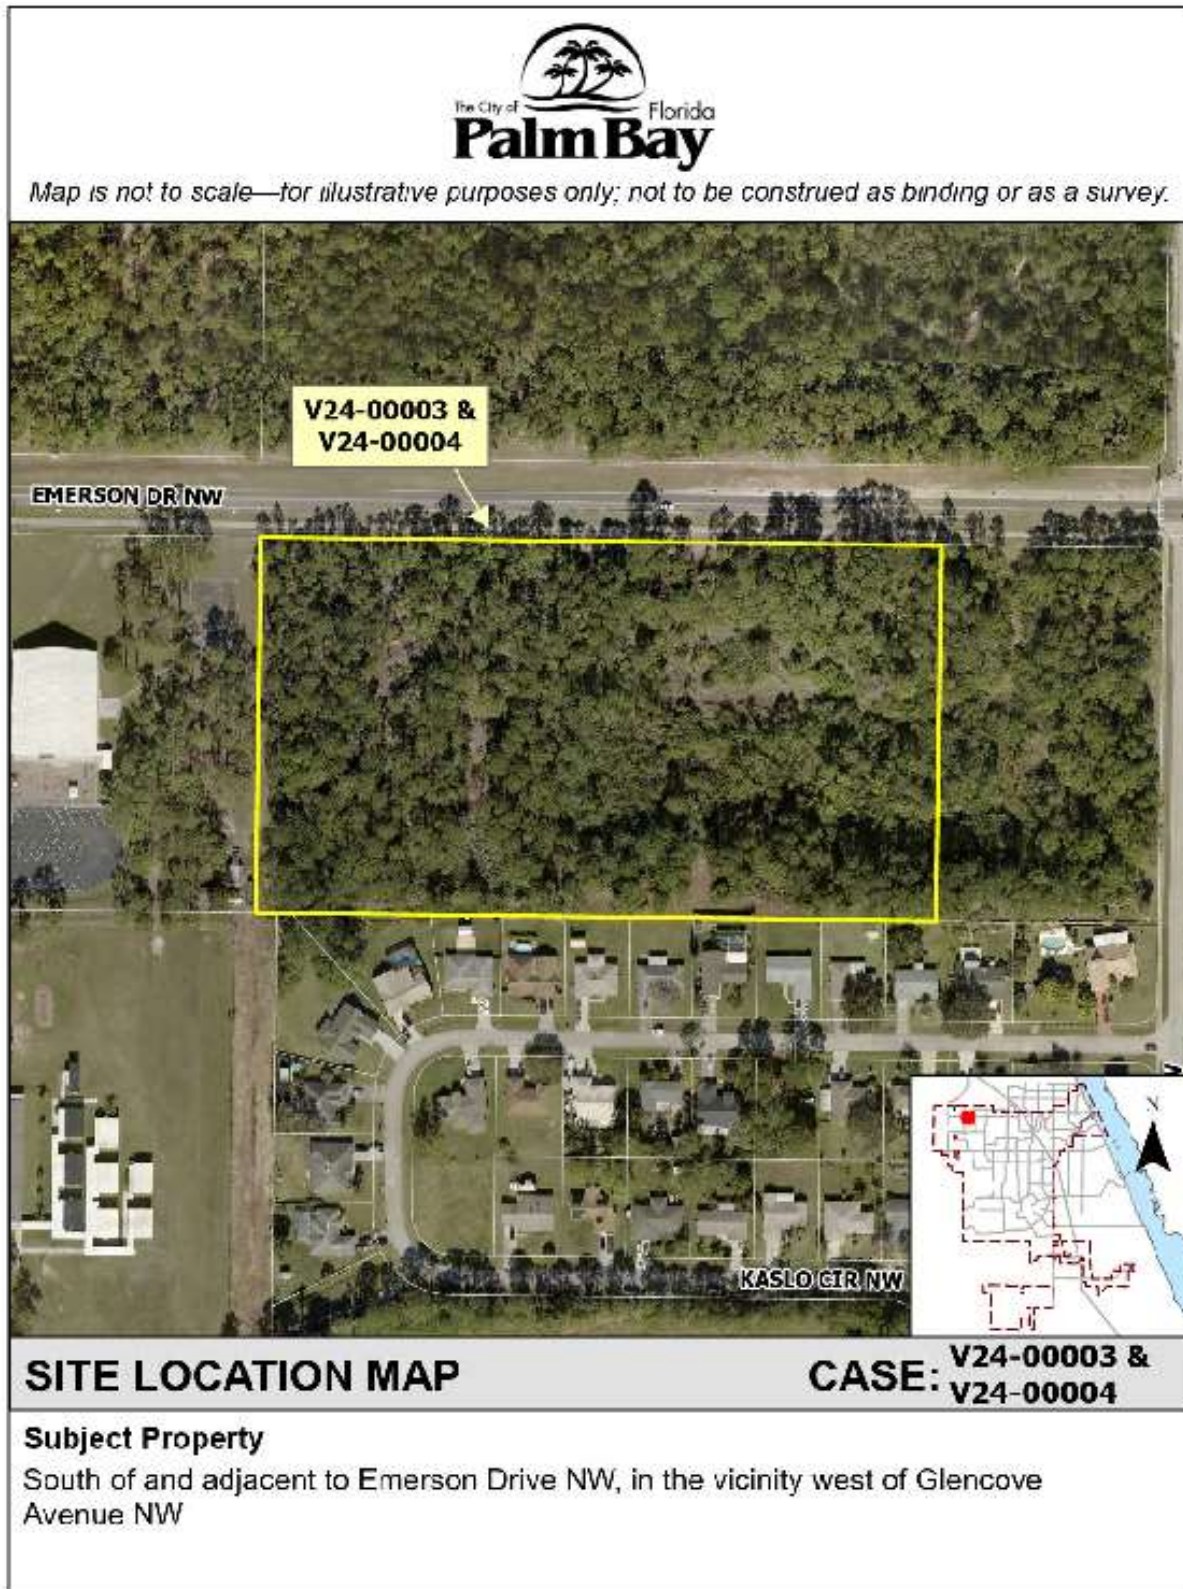 The City of Florida
Palm Bay
Map is not to scale—for illustrative purposes only; not to be construed as binding or as a survey.
V24-00003 &
V24-00004
EMERSON DR NW
KASLO CIR NW
SITE LOCATION MAP
CASE: V24-00003 &
V24-00004
Subject Property
South of and adjacent to Emerson Drive NW, in the vicinity west of Glencove
Avenue NW